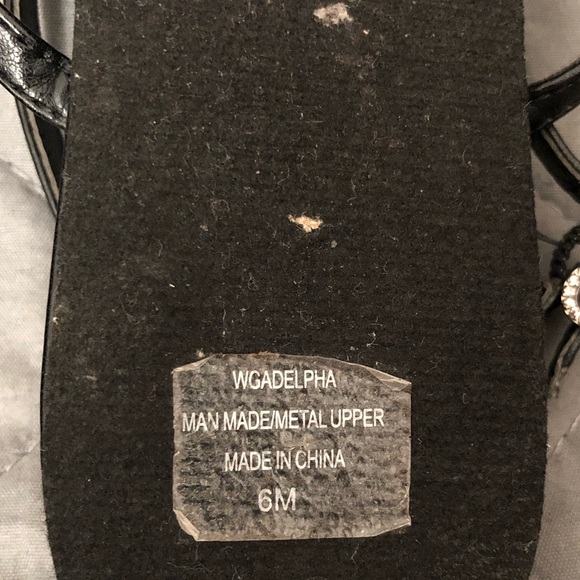 WGADELPHA
MAN MADE/METAL UPPER
MADE IN CHINA
6M